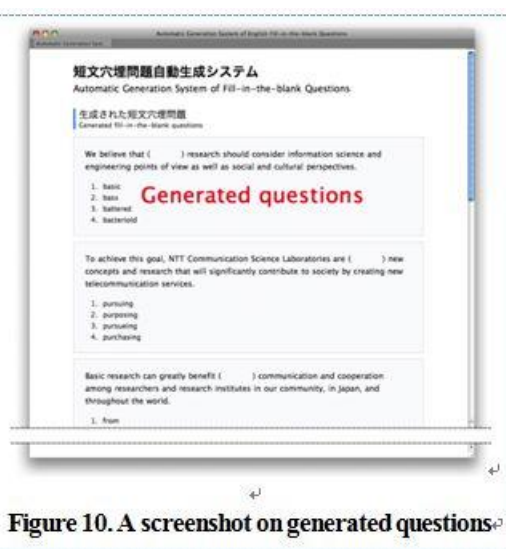 Automatic Generation System of English Fill-in-the-Blank Questions
短文穴埋問題自動生成システム
Automatic Generation System of Fill-in-the-blank Questions
生成された短文穴埋問題
Generated fill-in-the-blank questions
We believe that ( ) research should consider information science and
engineering points of view as well as social and cultural perspectives.
1. basic
2. bass
3. battered
4. bacteriold
Generated questions
To achieve this goal, NTT Communication Science Laboratories are ( ) new
concepts and research that will significantly contribute to society by creating new
telecommunication services.
1. pursuing
2. purposing
3. pursueing
4. purchasing
Basic research can greatly benefit ( ) communication and cooperation
among researchers and research institutes in our community, in Japan, and
throughout the world.
1. from
Figure 10. A screenshot on generated questions